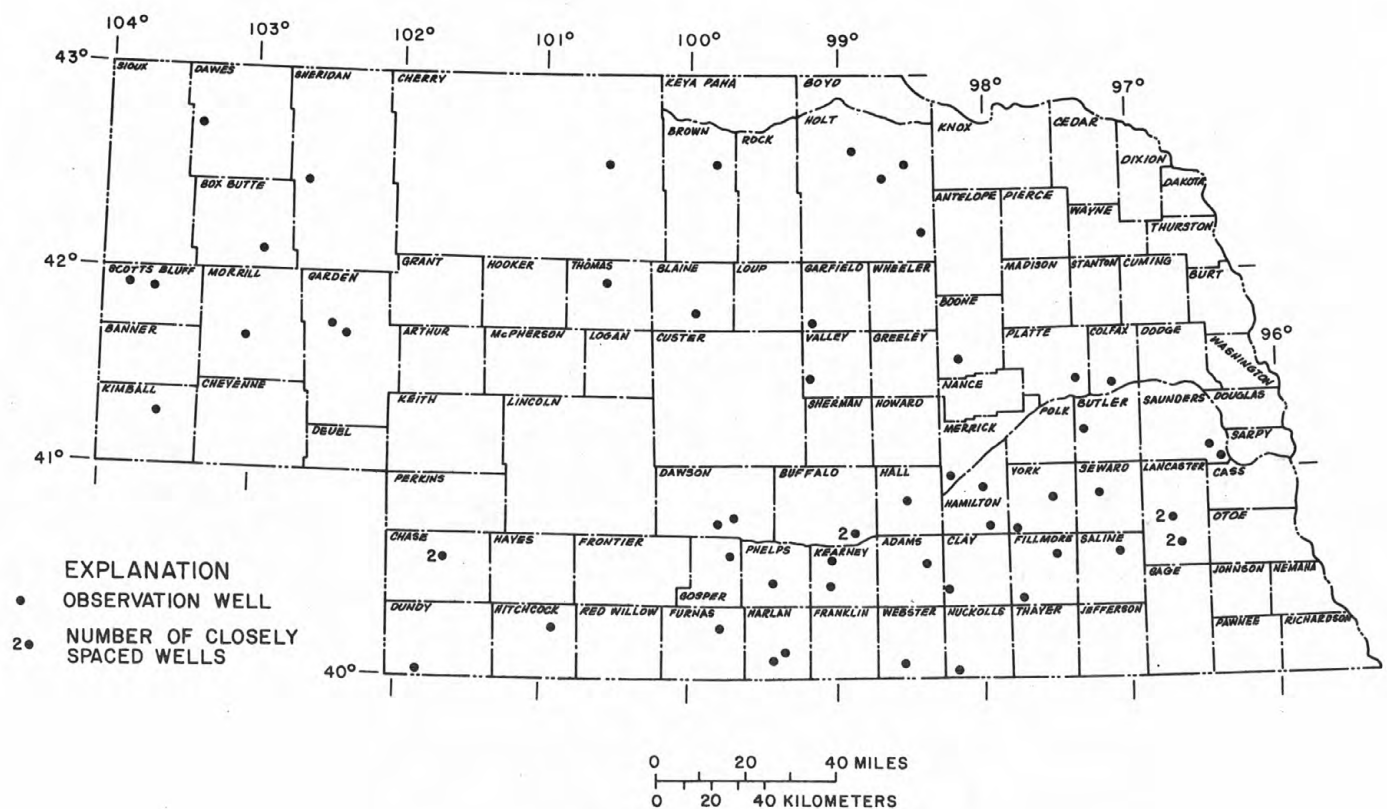 104°
103°
102°
101°
100°
99°
98°
97°
96°
43°
42°
41°
40°
SIOUX
DAWES
SHERIDAN
CHERRY
KEYA PAHA
BOYD
BROWN
ROCK
HOLT
KNOX
CEDAR
DIXION
DAKOTA
BOX BUTTE
ANTELOPE
PIERCE
WAYNE
THURSTON
SCOTTS BLUFF
MORRILL
GARDEN
GRANT
HOOKER
THOMAS
BLAINE
LOUP
GARFIELD
WHEELER
MADISON
STANTON
CUMING
BURT
BANNER
ARTHUR
McPHERSON
LOGAN
CUSTER
VALLEY
GREELEY
BOONE
PLATTE
COLFAX
DODGE
WASHINGTON
KIMBALL
CHEYENNE
DEUEL
KEITH
LINCOLN
SHERMAN
HOWARD
NANCE
MERRICK
POLK
BUTLER
SAUNDERS
DOUGLAS
SARPY
PERKINS
DAWSON
BUFFALO
HALL
HAMILTON
YORK
SEWARD
LANCASTER
CASS
2
OTOE
CHASE
2
HAYES
FRONTIER
GOSPER
PHELPS
2
KEARNEY
ADAMS
CLAY
FILLMORE
SALINE
2
GAGE
JOHNSON
NEMAHA
DUNDY
HITCHCOCK
RED WILLOW
FURNAS
HARLAN
FRANKLIN
WEBSTER
NUCKOLLS
THAYER
JEFFERSON
PAWNEE
RICHARDSON
EXPLANATION
OBSERVATION WELL
2 NUMBER OF CLOSELY
SPACED WELLS
0 20 40 MILES
0 20 40 KILOMETERS